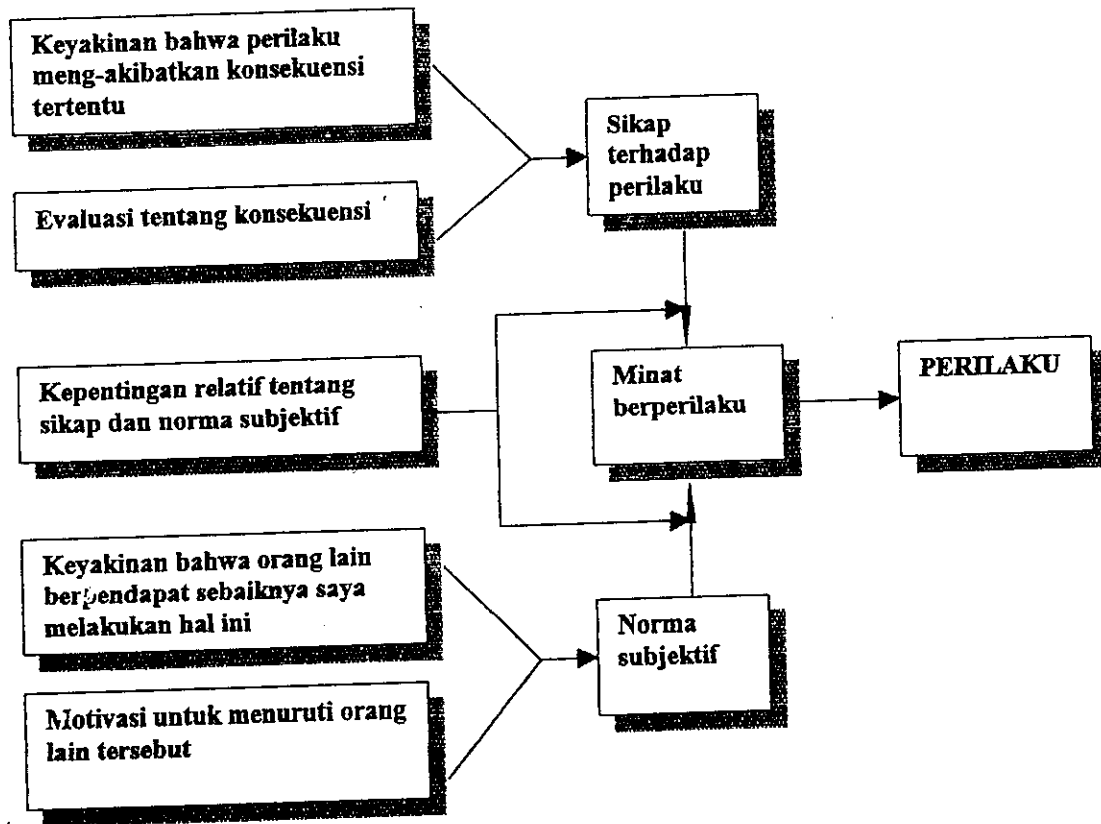 Keyakinan bahwa perilaku
meng-akibatkan konsekuensi
tertentu
Evaluasi tentang konsekuensi
Sikap
terhadap
perilaku
Kepentingan relatif tentang
sikap dan norma subjektif
Minat
berperilaku
PERILAKU
Keyakinan bahwa orang lain
berpendapat sebaiknya saya
melakukan hal ini
Motivasi untuk menuruti orang
lain tersebut
Norma
subjektif